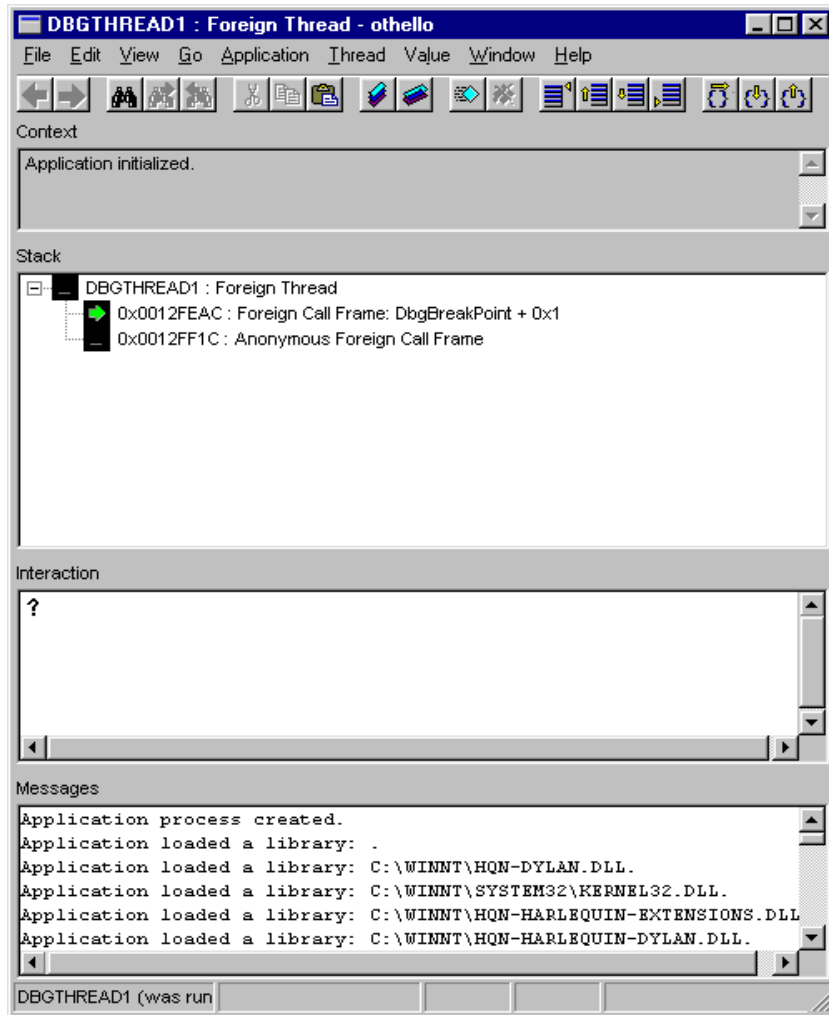 DBGTHREAD1 : Foreign Thread - othello
File Edit View Go Application Thread Value Window Help
Context
Application initialized.
Stack
DBGTHREAD1 : Foreign Thread
0x0012FEAC : Foreign Call Frame: DbgBreakPoint + 0x1
0x0012FF1C : Anonymous Foreign Call Frame
Interaction
?
Messages
Application process created.
Application loaded a library: .
Application loaded a library: C:\WINNT\HQN-DYLAN.DLL.
Application loaded a library: C:\WINNT\SYSTEM32\KERNEL32.DLL.
Application loaded a library: C:\WINNT\HQN-HARLEQUIN-EXTENSIONS.DLL
Application loaded a library: C:\WINNT\HQN-HARLEQUIN-DYLAN.DLL.
DBGTHREAD1 (was run